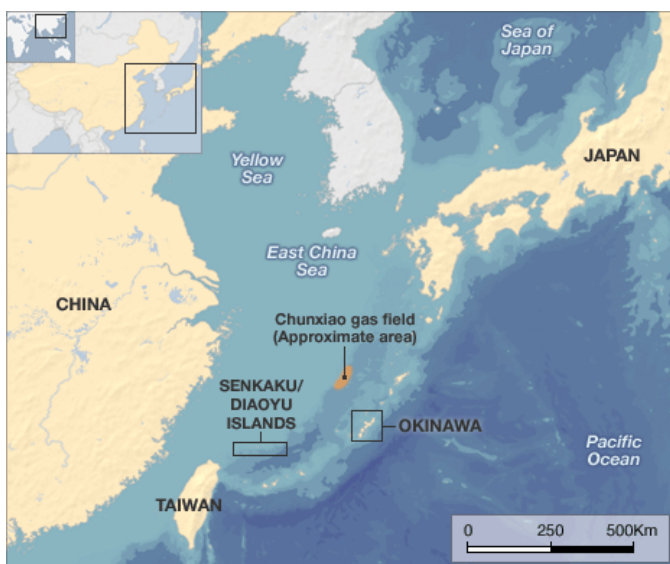 Sea of
Japan
JAPAN
Yellow
Sea
East China
Sea
CHINA
Chunxiao gas field
(Approximate area)
SENKAKU/
DIAOYU
ISLANDS
OKINAWA
Pacific
Ocean
TAIWAN
0 250 500Km